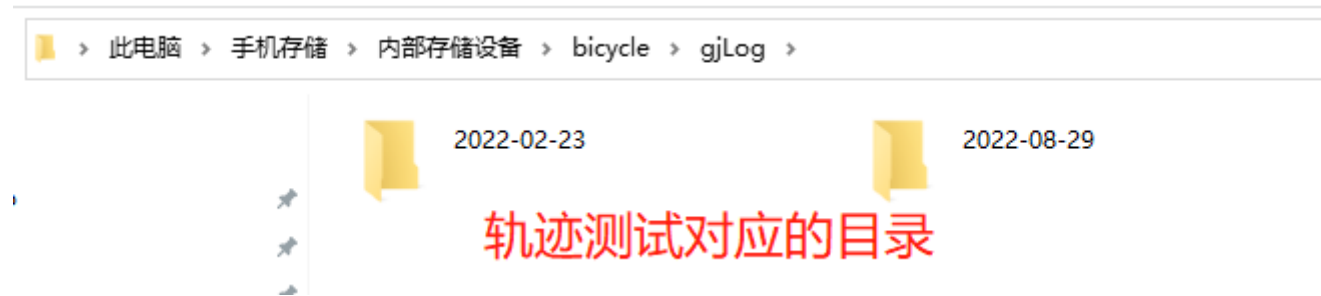 此电脑 > 手机存储 > 内部存储设备 > bicycle > gjLog >
2022-02-23 2022-08-29
轨迹测试对应的目录